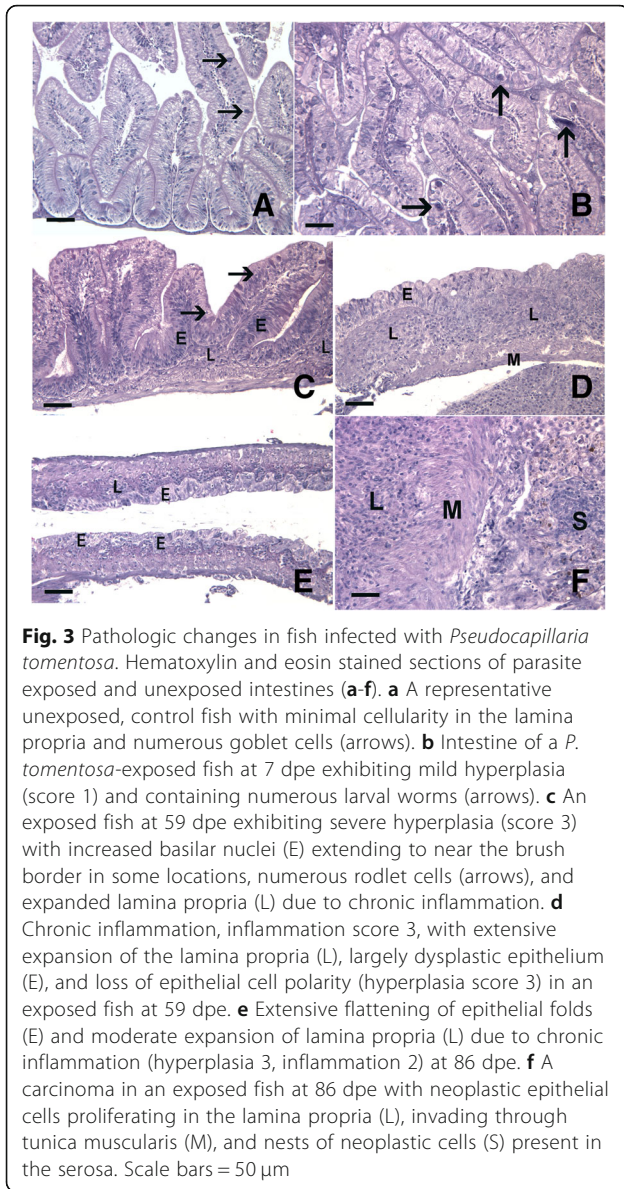 A
B
E
E
L
L
C
E
L
L
M
D
L
E
E
E
E
L
M
S
F
Fig. 3 Pathologic changes in fish infected with Pseudocapillaria
tomentosa. Hematoxylin and eosin stained sections of parasite
exposed and unexposed intestines (a-f). a A representative
unexposed, control fish with minimal cellularity in the lamina
propria and numerous goblet cells (arrows). b Intestine of a P.
tomentosa-exposed fish at 7 dpe exhibiting mild hyperplasia
(score 1) and containing numerous larval worms (arrows). c An
exposed fish at 59 dpe exhibiting severe hyperplasia (score 3)
with increased basilar nuclei (E) extending to near the brush
border in some locations, numerous rodlet cells (arrows), and
expanded lamina propria (L) due to chronic inflammation. d
Chronic inflammation, inflammation score 3, with extensive
expansion of the lamina propria (L), largely dysplastic epithelium
(E), and loss of epithelial cell polarity (hyperplasia score 3) in an
exposed fish at 59 dpe. e Extensive flattening of epithelial folds
(E) and moderate expansion of lamina propria (L) due to chronic
inflammation (hyperplasia 3, inflammation 2) at 86 dpe. f A
carcinoma in an exposed fish at 86 dpe with neoplastic epithelial
cells proliferating in the lamina propria (L), invading through
tunica muscularis (M), and nests of neoplastic cells (S) present in
the serosa. Scale bars = 50 μm